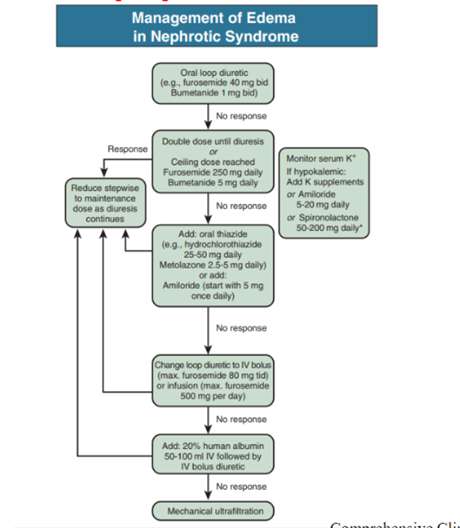 Management of Edema
in Nephrotic Syndrome
Oral loop diuretic
(e.g., furosemide 40 mg bid
Bumetanide 1 mg bid)
No response
Response
Double dose until diuresis
or
Ceiling dose reached
Furosemide 250 mg daily
Bumetanide 5 mg daily
Monitor serum K+
If hypokalemic:
Add K supplements
or Amiloride
5-20 mg daily
or Spironolactone
50-200 mg daily*
Reduce stepwise
to maintenance
dose as diuresis
continues
No response
Add: oral thiazide
(e.g., hydrochlorothiazide
25-50 mg daily
Metolazone 2.5-5 mg daily)
or add:
Amiloride (start with 5 mg
once daily)
No response
Change loop diuretic to IV bolus
(max. furosemide 80 mg tid)
or infusion (max. furosemide
500 mg per day)
No response
Add: 20% human albumin
50-100 ml IV followed by
IV bolus diuretic
No response
Mechanical ultrafiltration
Comprehensive Cli